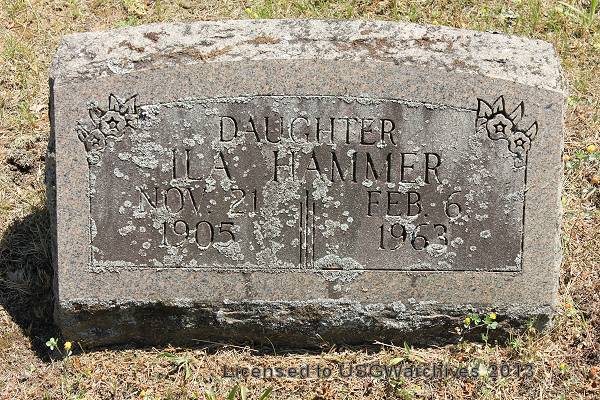 DAUGHTER
ILA HAMMER
NOV. 21 FEB. 6
1905 1963
Licensed to USGWarchives 2013